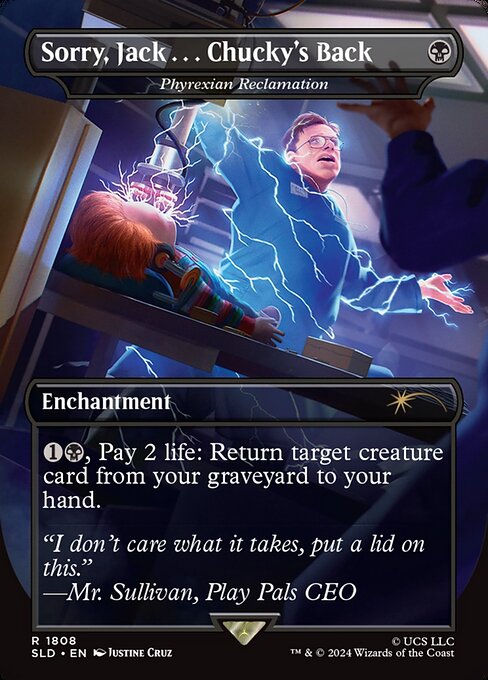 Sorry, Jack . . . Chucky's Back
Phyrexian Reclamation
Enchantment
1, Pay 2 life: Return target creature
card from your graveyard to your
hand.
“I don't care what it takes, put a lid on
this.”
—Mr. Sullivan, Play Pals CEO
R 1808
SLD • EN Justine Cruz
© UCS LLC
™ & © 2024 Wizards of the Coast